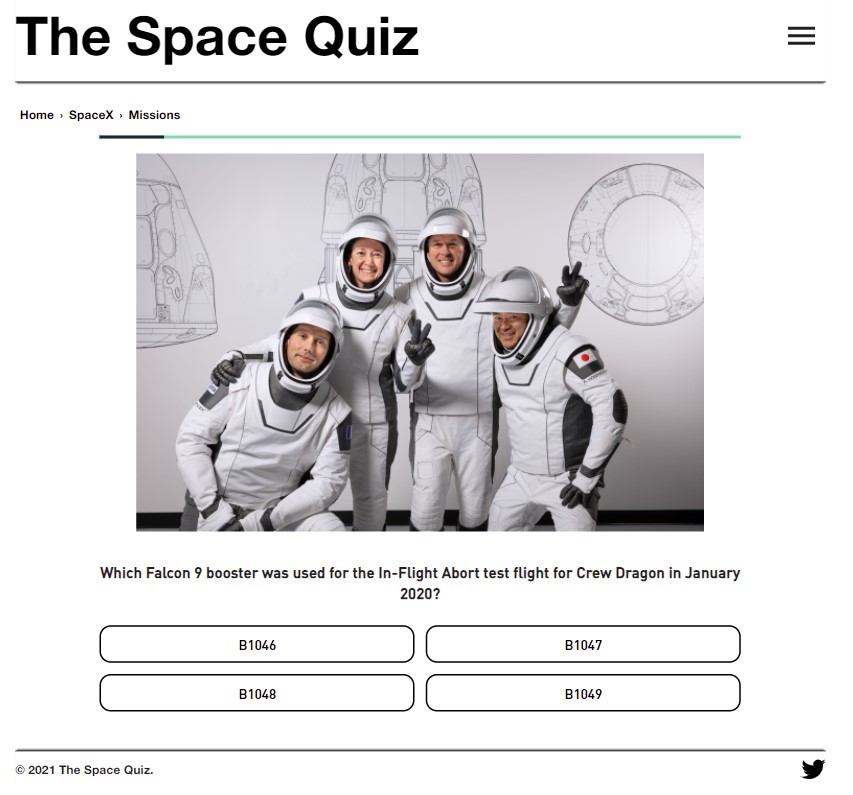 The Space Quiz
Home › SpaceX › Missions
Which Falcon 9 booster was used for the In-Flight Abort test flight for Crew Dragon in January
2020?
B1046
B1047
B1048
B1049
© 2021 The Space Quiz.